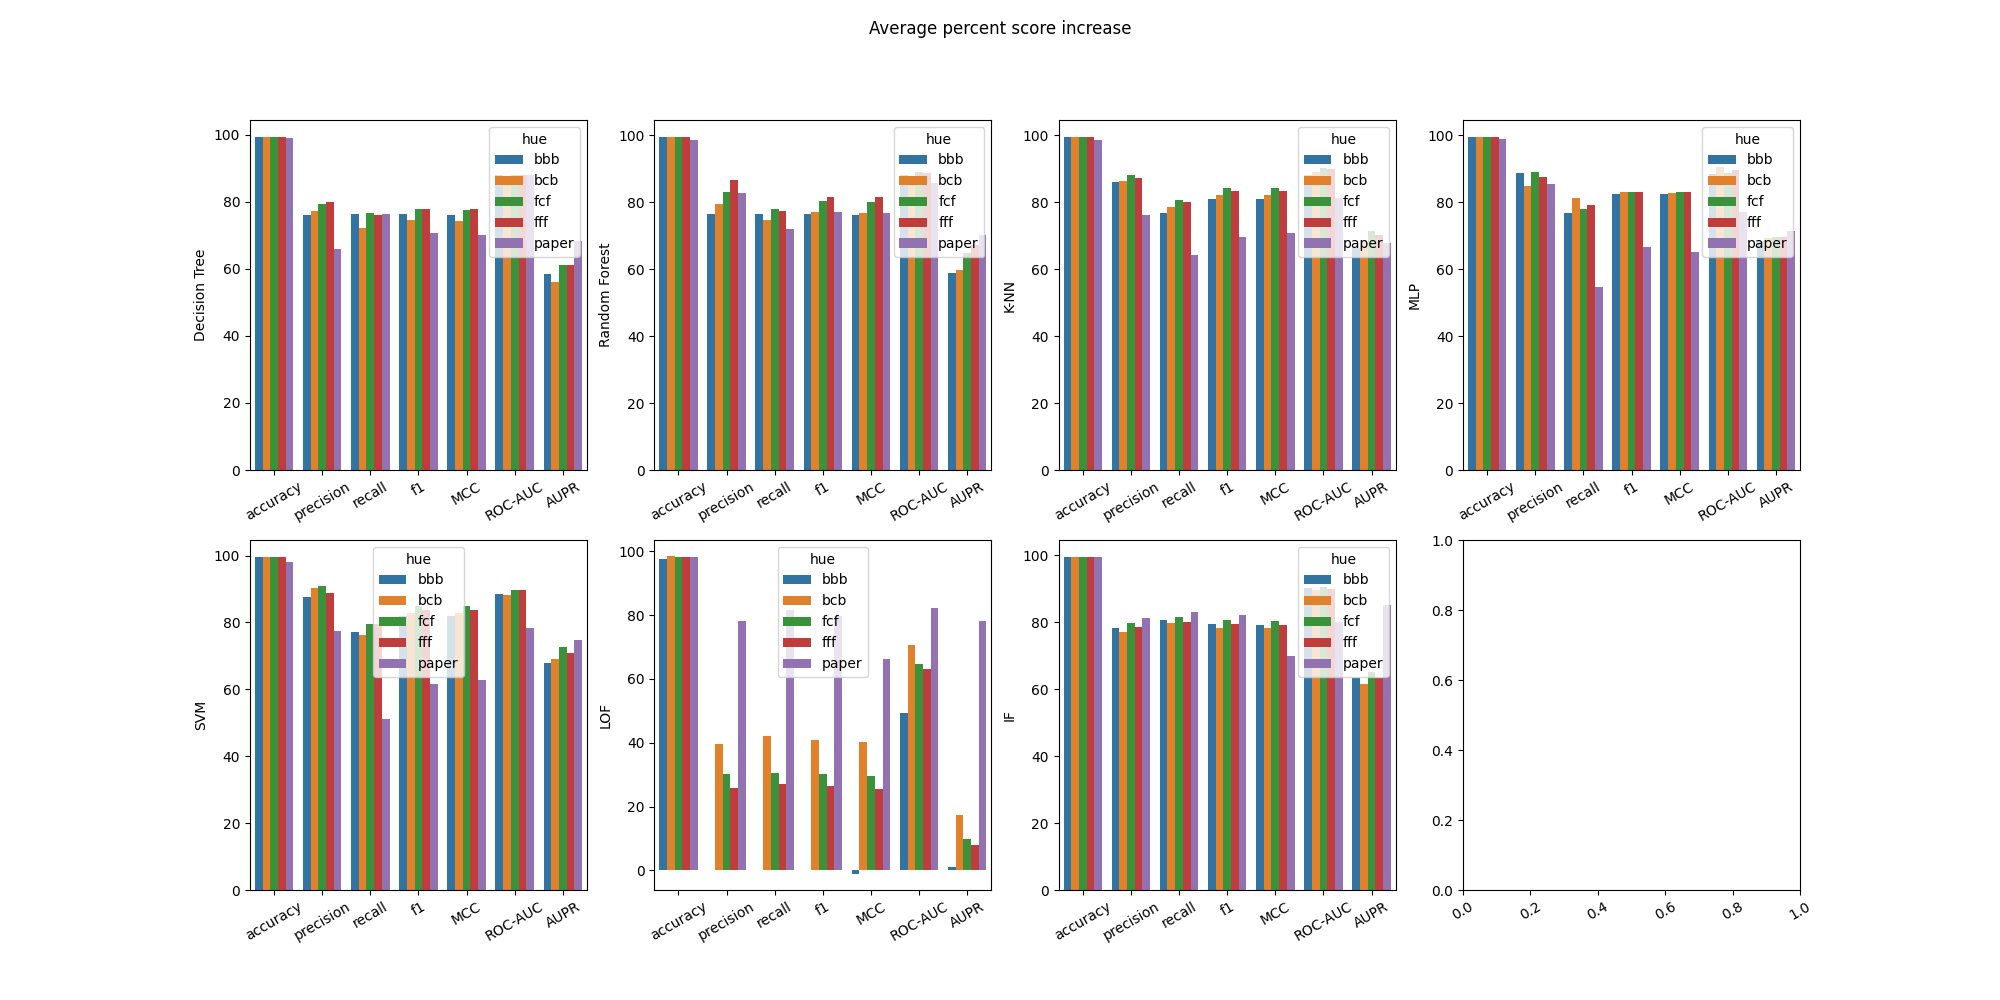 Average percent score increase
Decision Tree
100
80
60
40
20
0
accuracy precision recall f1 MCC ROC-AUC AUPR
hue
bbb
bcb
fcf
fff
paper
Random Forest
100
80
60
40
20
0
accuracy precision recall f1 MCC ROC-AUC AUPR
hue
bbb
bcb
fcf
fff
paper
K-NN
100
80
60
40
20
0
accuracy precision recall f1 MCC ROC-AUC AUPR
hue
bbb
bcb
fcf
fff
paper
MLP
100
80
60
40
20
0
accuracy precision recall f1 MCC ROC-AUC AUPR
hue
bbb
bcb
fcf
fff
paper
SVM
100
80
60
40
20
0
accuracy precision recall f1 MCC ROC-AUC AUPR
hue
bbb
bcb
fcf
fff
paper
LOF
100
80
60
40
20
0
accuracy precision recall f1 MCC ROC-AUC AUPR
hue
bbb
bcb
fcf
fff
paper
IF
100
80
60
40
20
0
accuracy precision recall f1 MCC ROC-AUC AUPR
hue
bbb
bcb
fcf
fff
paper
1.0
0.8
0.6
0.4
0.2
0.0
0.0 0.2 0.4 0.6 0.8 1.0